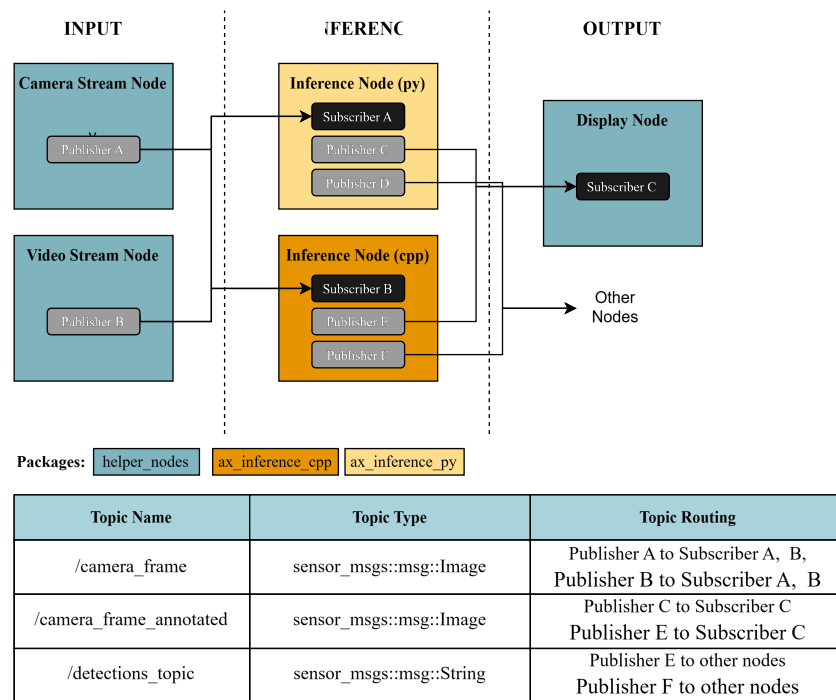 INPUT
NFERENC
OUTPUT
Camera Stream Node
Publisher A
Inference Node (py)
Subscriber A
Publisher C
Publisher D
Display Node
Subscriber C
Video Stream Node
Publisher B
Inference Node (cpp)
Subscriber B
Publisher E
Publisher F
Other
Nodes
Packages: helper_nodes ax_inference_cpp ax_inference_py
Topic Name Topic Type Topic Routing
/camera_frame sensor_msgs::msg::Image Publisher A to Subscriber A, B,
Publisher B to Subscriber A, B
/camera_frame_annotated sensor_msgs::msg::Image Publisher C to Subscriber C
Publisher E to Subscriber C
/detections_topic sensor_msgs::msg::String Publisher E to other nodes
Publisher F to other nodes